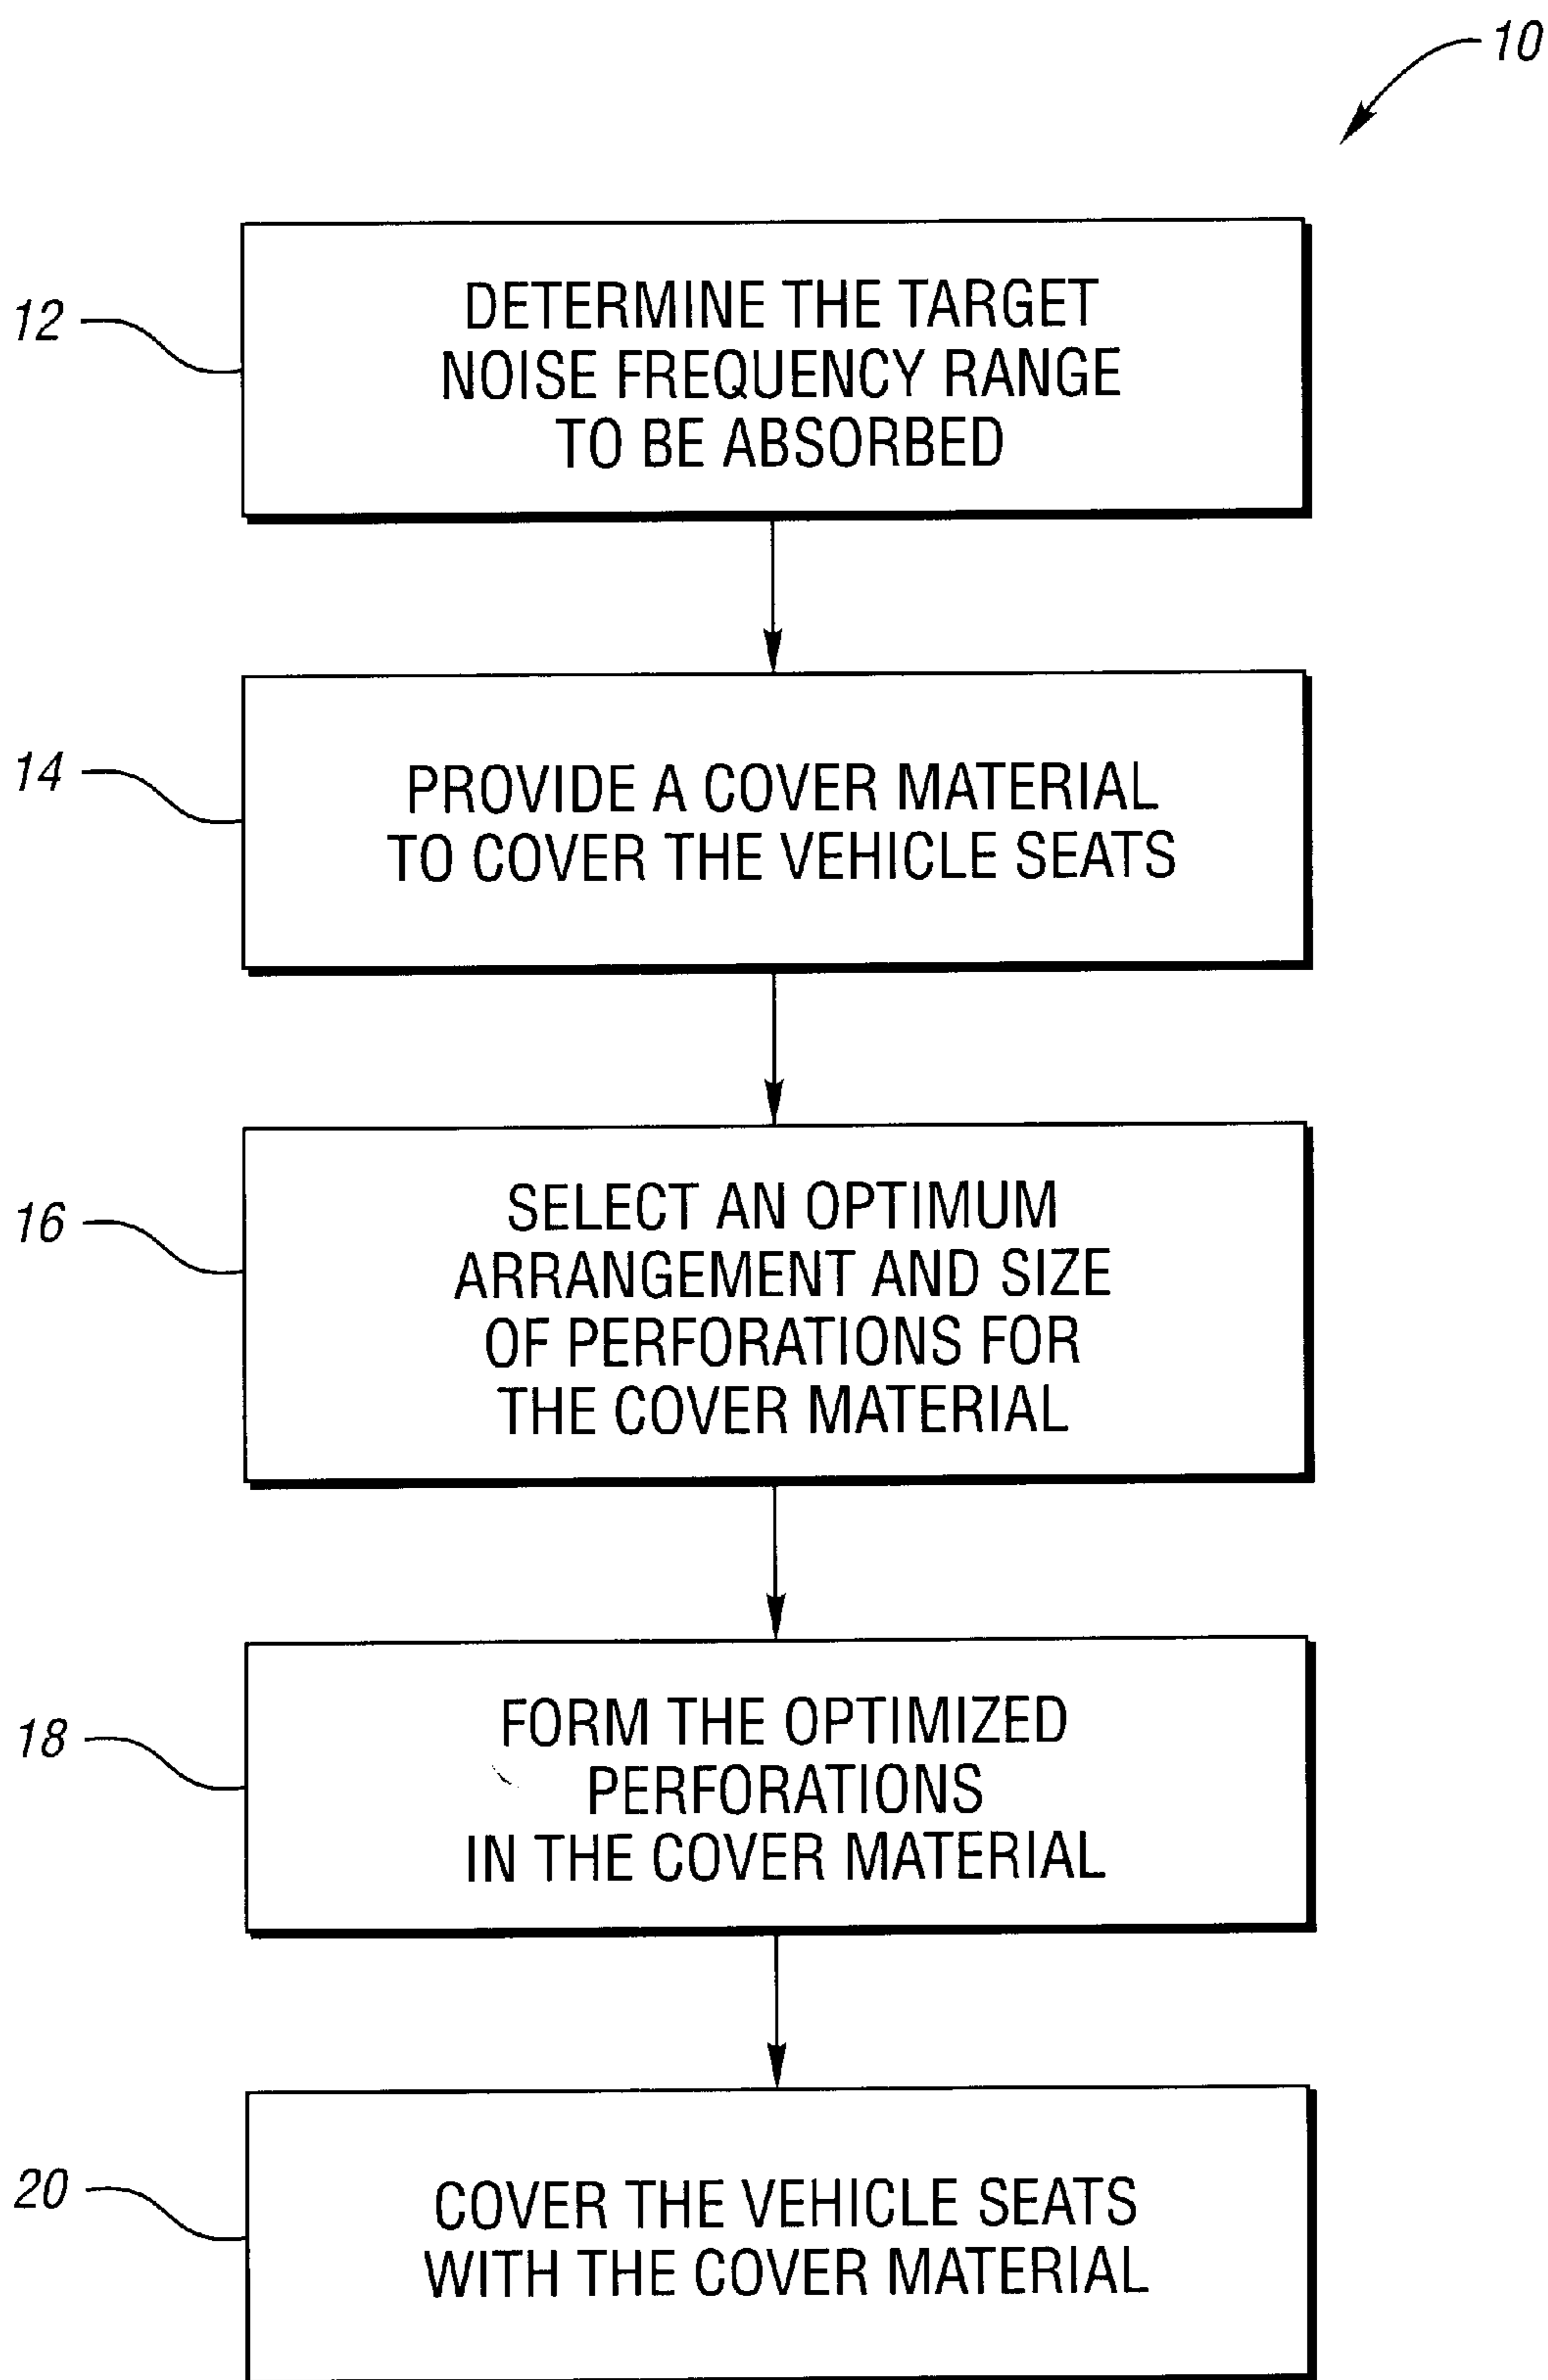 10
12
DETERMINE THE TARGET
NOISE FREQUENCY RANGE
TO BE ABSORBED
14
PROVIDE A COVER MATERIAL
TO COVER THE VEHICLE SEATS
16
SELECT AN OPTIMUM
ARRANGEMENT AND SIZE
OF PERFORATIONS FOR
THE COVER MATERIAL
18
FORM THE OPTIMIZED
PERFORATIONS
IN THE COVER MATERIAL
20
COVER THE VEHICLE SEATS
WITH THE COVER MATERIAL